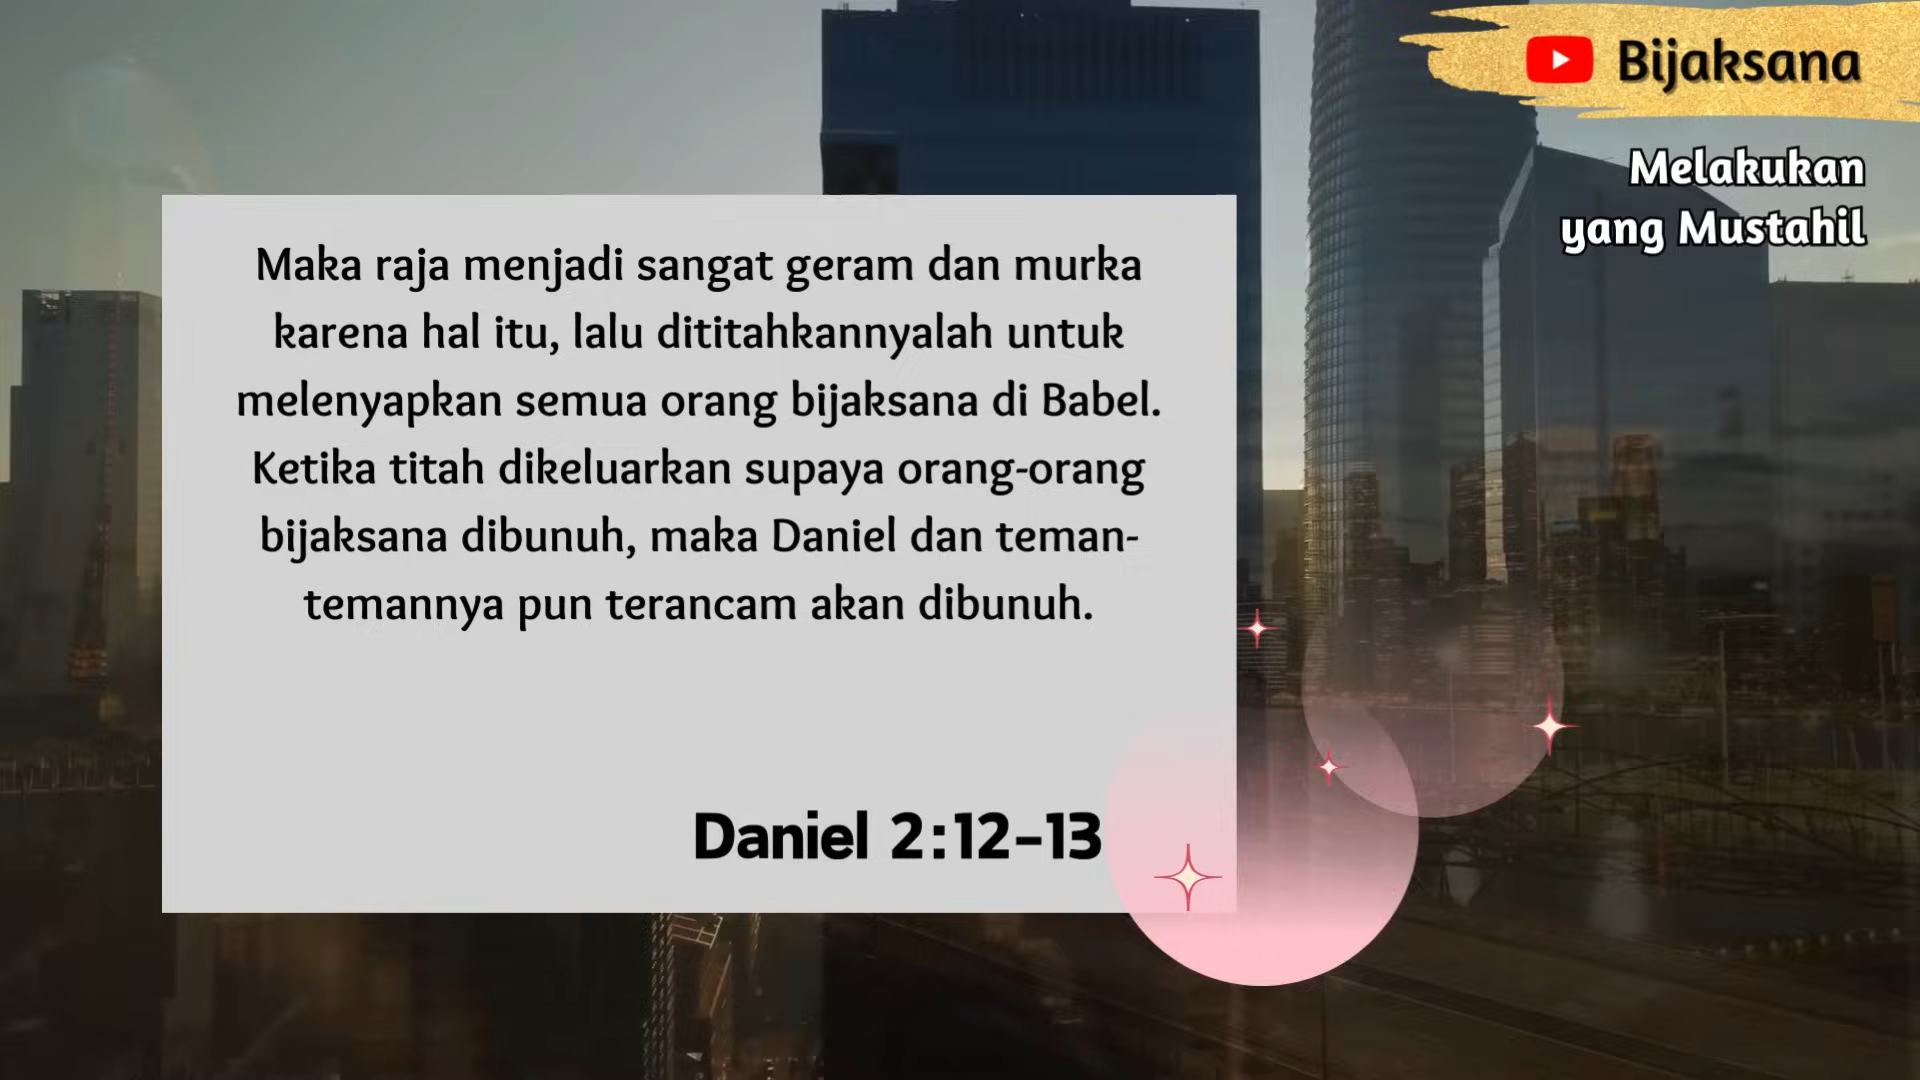 Bijaksana
Melakukan
yang Mustahil
Maka raja menjadi sangat geram dan murka
karena hal itu, lalu dititahkannyalah untuk
melenyapkan semua orang bijaksana di Babel.
Ketika titah dikeluarkan supaya orang-orang
bijaksana dibunuh, maka Daniel dan teman-
temannya pun terancam akan dibunuh.
Daniel 2:12-13